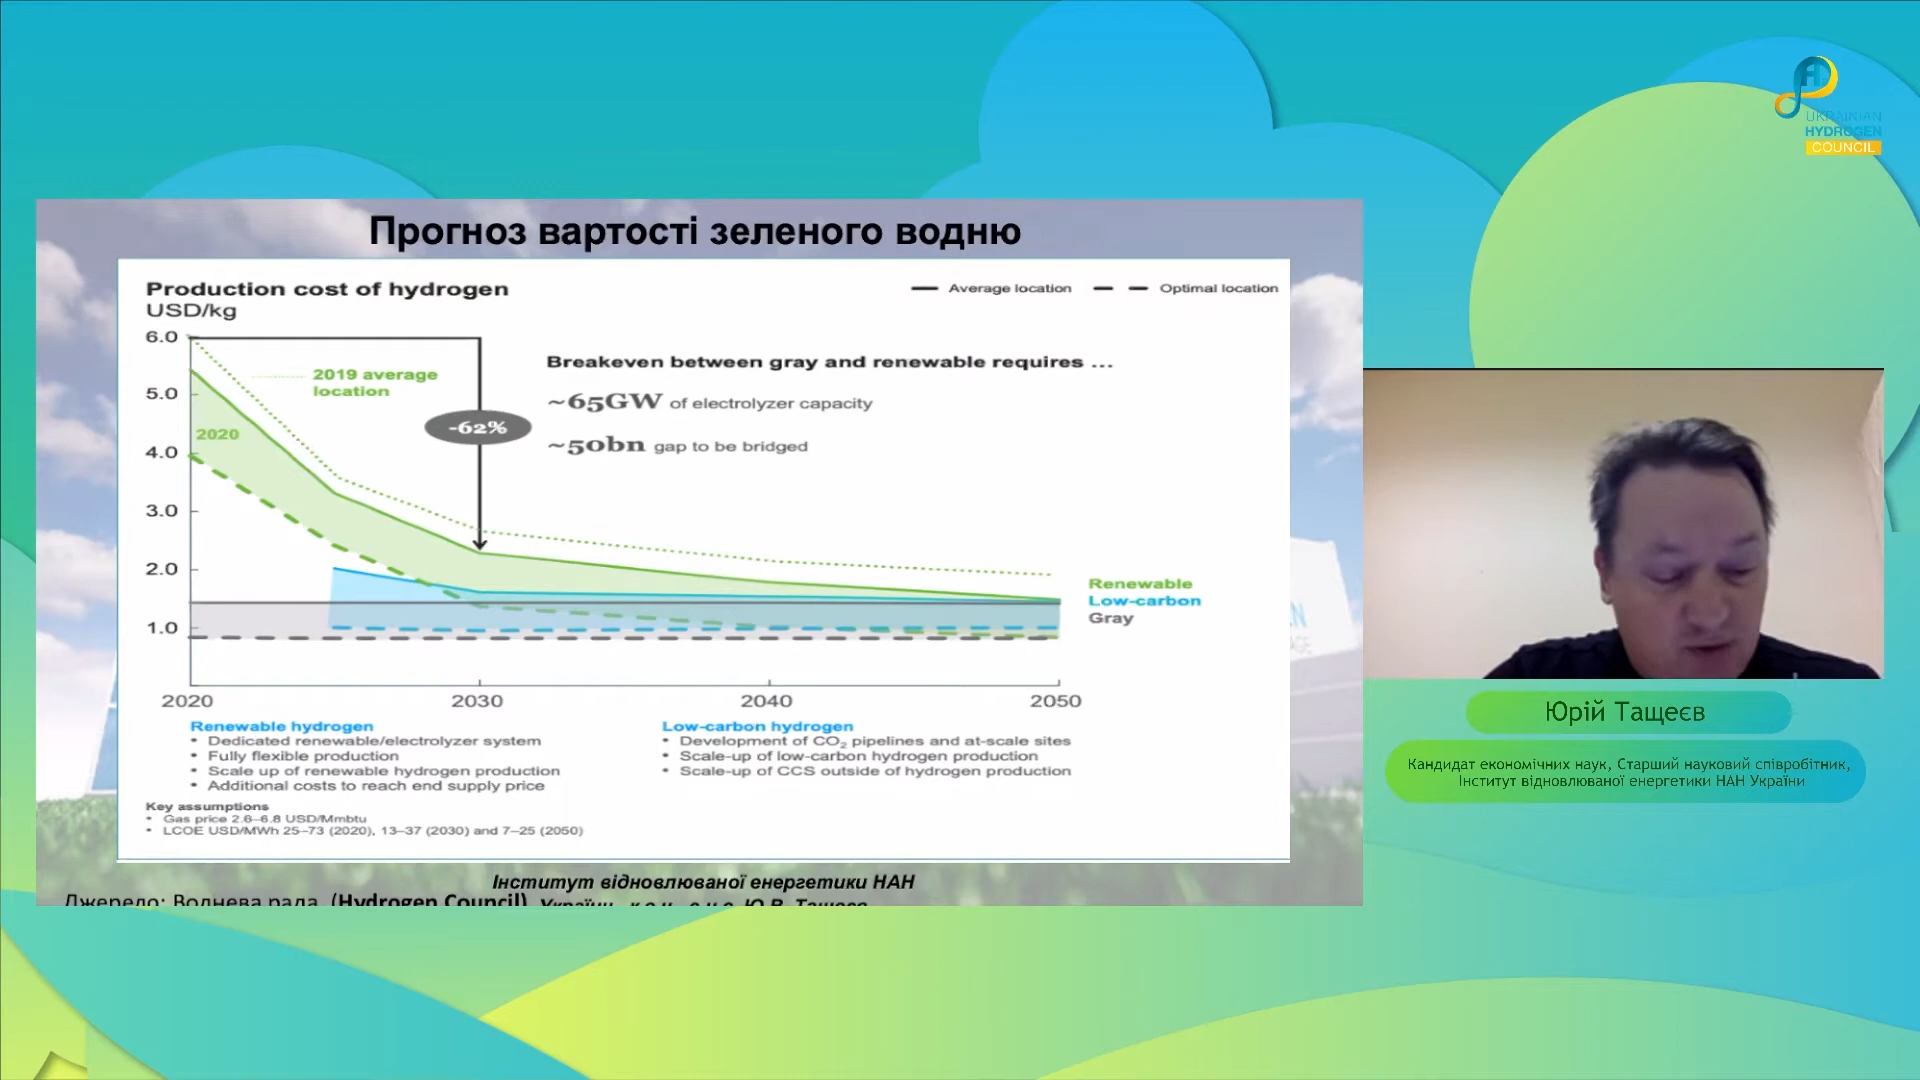 UKRAINIAN
HYDROGEN
COUNCIL
Прогноз вартості зеленого водню
Production cost of hydrogen
USD/kg
Average location
Optimal location
6.0
5.0
4.0
3.0
2.0
1.0
2019 average
location
2020
-62%
Breakeven between gray and renewable requires ...
~65GW of electrolyzer capacity
~50bn gap to be bridged
Renewable
Low-carbon
Gray
2020
2030
2040
2050
Renewable hydrogen
• Dedicated renewable/electrolyzer system
• Fully flexible production
• Scale up of renewable hydrogen production
• Additional costs to reach end supply price
Low-carbon hydrogen
• Development of CO₂ pipelines and at-scale sites
• Scale-up of low-carbon hydrogen production
• Scale-up of CCS outside of hydrogen production
Key assumptions
• Gas price 2.6–6.8 USD/Mmbtu
• LCOE USD/MWh 25–73 (2020), 13–37 (2030) and 7–25 (2050)
Інститут відновлюваної енергетики НАН
Джерело: Воднева рада (Hydrogen Council)
України, Ю.В. Тащеєв
Юрій Тащеєв
Кандидат економічних наук, Старший науковий співробітник,
Інститут відновлюваної енергетики НАН України